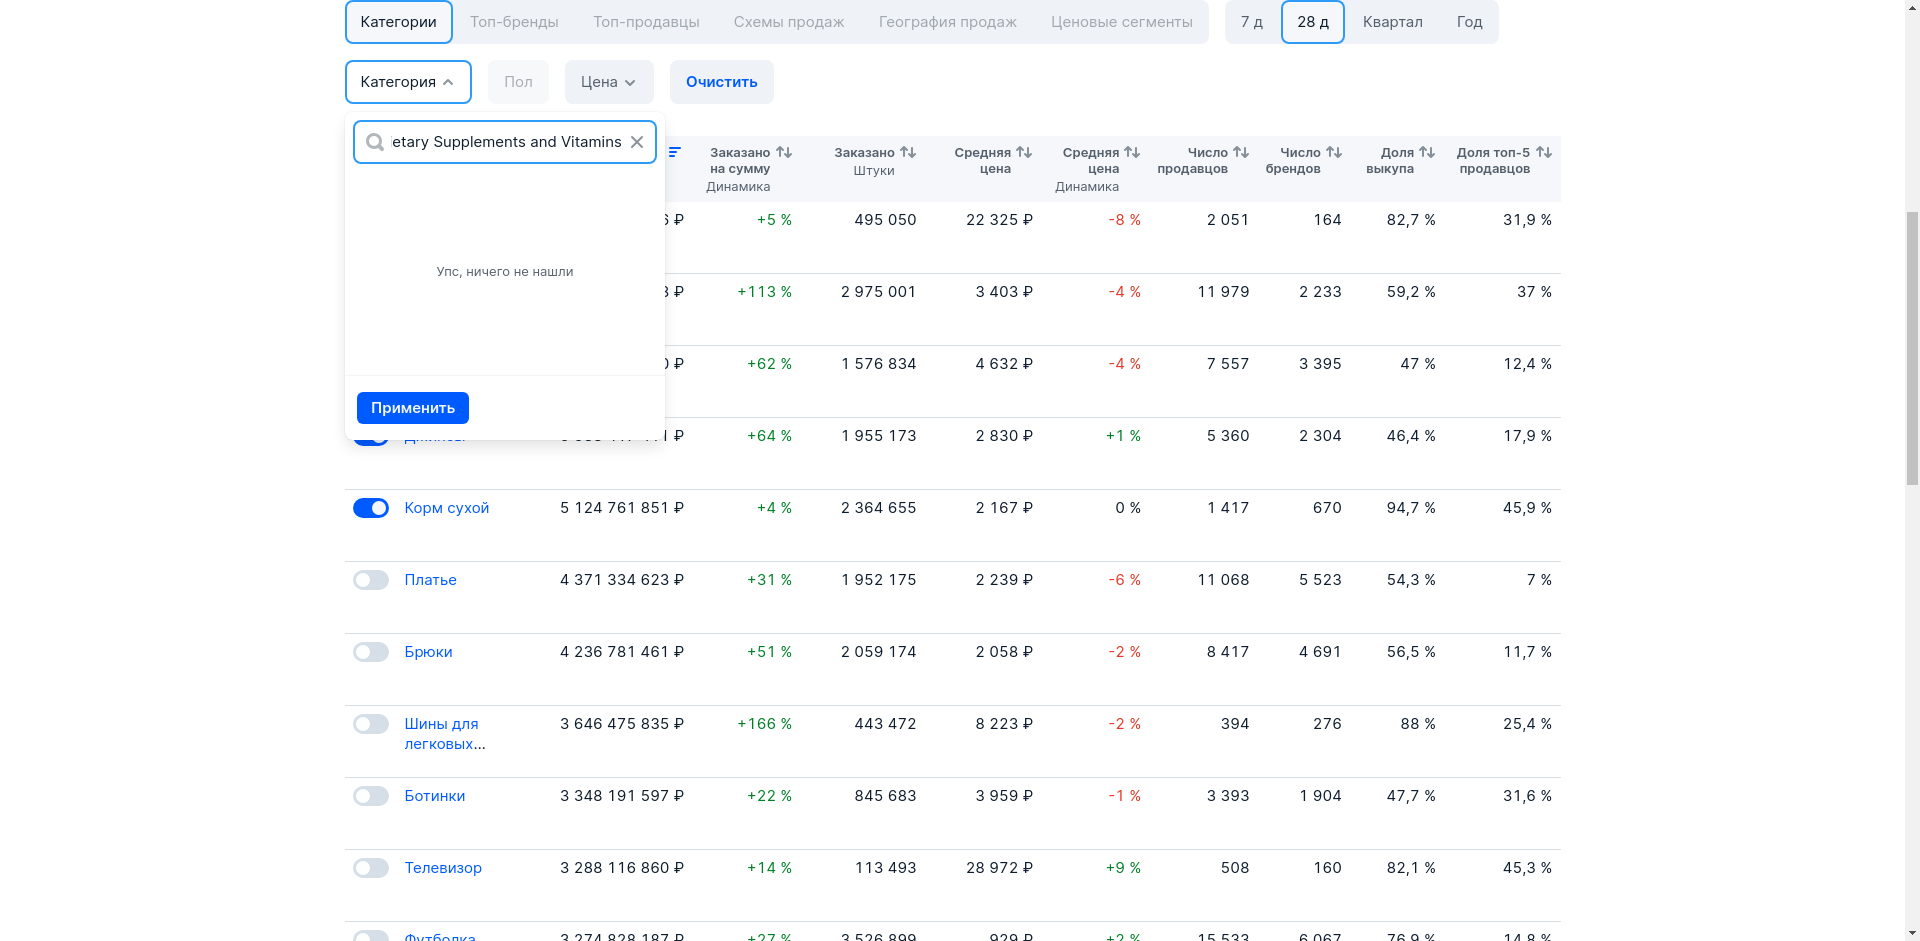 Категории Топ-бренды Топ-продавцы Схемы продаж География продаж Ценовые сегменты 7 д 28 д Квартал Год
Категория Пол Цена Очистить
etary Supplements and Vitamins
Упс, ничего не нашли
Применить
Заказано на сумму Динамика
Заказано Штуки
Средняя цена
Средняя цена Динамика
Число продавцов
Число брендов
Доля выкупа
Доля топ-5 продавцов
₽ +5 % 495 050 22 325 ₽ -8 % 2 051 164 82,7 % 31,9 %
₽ +113 % 2 975 001 3 403 ₽ -4 % 11 979 2 233 59,2 % 37 %
₽ +62 % 1 576 834 4 632 ₽ -4 % 7 557 3 395 47 % 12,4 %
₽ +64 % 1 955 173 2 830 ₽ +1 % 5 360 2 304 46,4 % 17,9 %
Корм сухой 5 124 761 851 ₽ +4 % 2 364 655 2 167 ₽ 0 % 1 417 670 94,7 % 45,9 %
Платье 4 371 334 623 ₽ +31 % 1 952 175 2 239 ₽ -6 % 11 068 5 523 54,3 % 7 %
Брюки 4 236 781 461 ₽ +51 % 2 059 174 2 058 ₽ -2 % 8 417 4 691 56,5 % 11,7 %
Шины для легковых... 3 646 475 835 ₽ +166 % 443 472 8 223 ₽ -2 % 394 276 88 % 25,4 %
Ботинки 3 348 191 597 ₽ +22 % 845 683 3 959 ₽ -1 % 3 393 1 904 47,7 % 31,6 %
Телевизор 3 288 116 860 ₽ +14 % 113 493 28 972 ₽ +9 % 508 160 82,1 % 45,3 %
Футболка 3 274 828 187 ₽ +27 % 3 526 899 929 ₽ +2 % 15 533 6 067 76,9 % 14,8 %